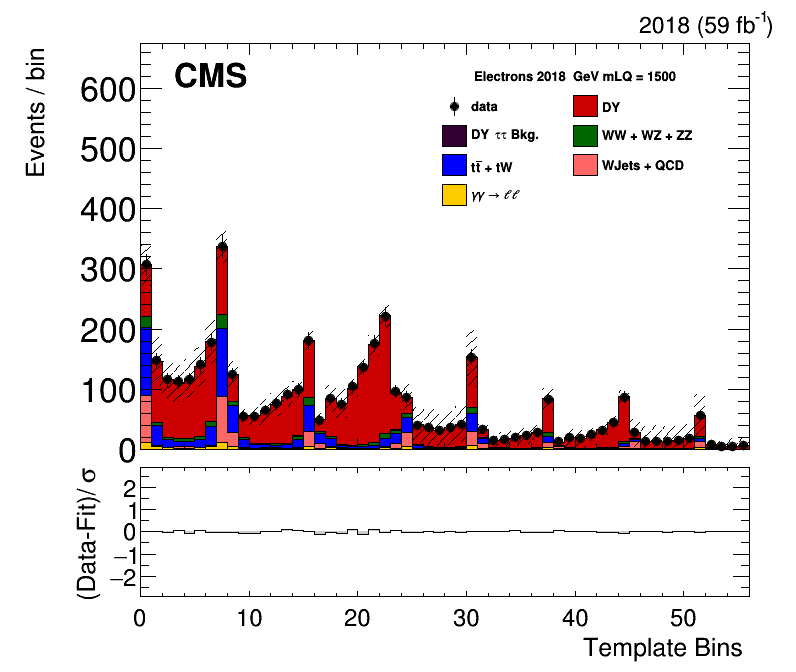 2018 (59 fb⁻¹)
CMS
Electrons 2018 GeV mLQ = 1500
data
DY
DY ττ Bkg.
WW + WZ + ZZ
tt̅ + tW
WJets + QCD
γγ → ℓℓ
Events / bin
600
500
400
300
200
100
0
(Data-Fit)/ σ
2
1
0
−1
−2
0 10 20 30 40 50
Template Bins